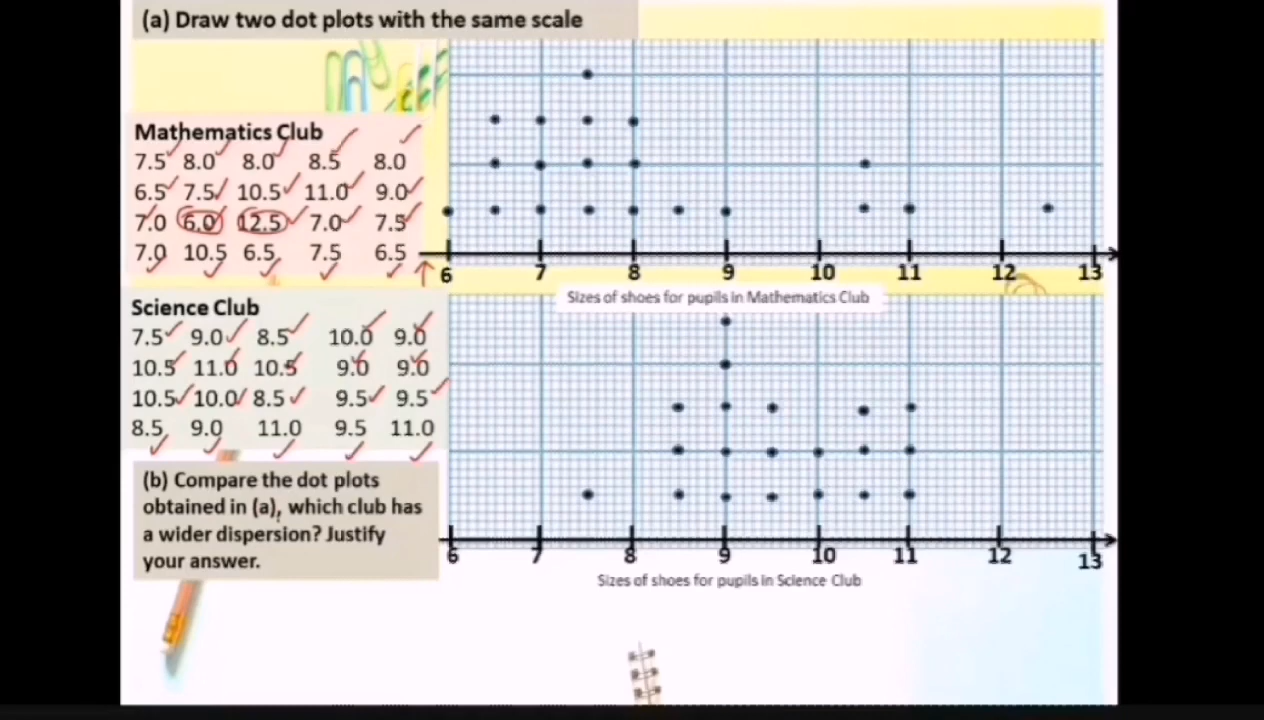 (a) Draw two dot plots with the same scale
Mathematics Club
7.5 8.0 8.0 8.5 8.0
6.5 7.5 10.5 11.0 9.0
7.0 6.0 12.5 7.0 7.5
7.0 10.5 6.5 7.5 6.5
6 7 8 9 10 11 12 13
Sizes of shoes for pupils in Mathematics Club
Science Club
7.5 9.0 8.5 10.0 9.0
10.5 11.0 10.5 9.0 9.0
10.5 10.0 8.5 9.5 9.5
8.5 9.0 11.0 9.5 11.0
(b) Compare the dot plots
obtained in (a), which club has
a wider dispersion? Justify
your answer.
6 7 8 9 10 11 12 13
Sizes of shoes for pupils in Science Club